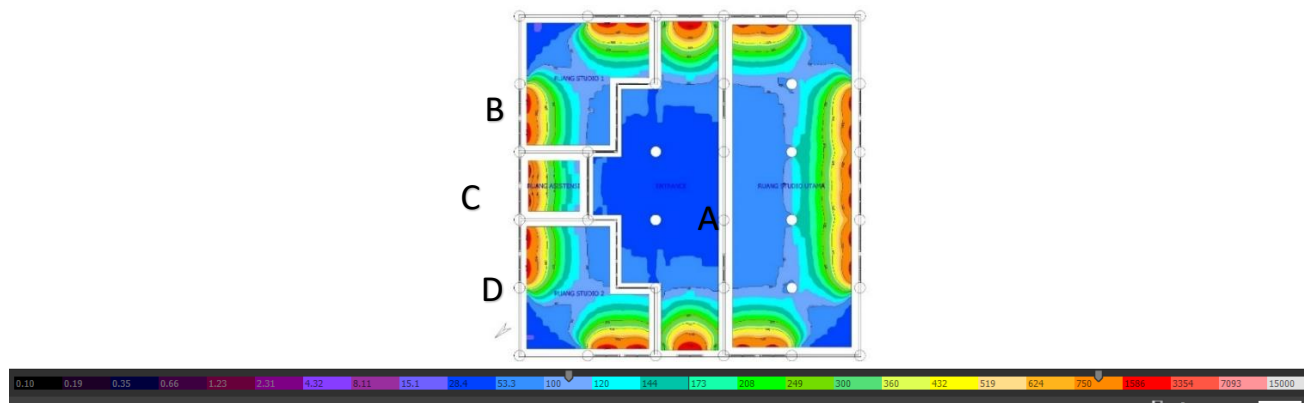 RUANG STUDIO 1
B
C
RUANG ASISTENSI
ENTRANCE
RUANG STUDIO UTAMA
A
D
RUANG STUDIO 2
0.10 0.19 0.35 0.66 1.23 2.31 4.32 8.11 15.1 28.4 53.3 100 120 144 173 208 249 300 360 432 519 624 750 1586 3354 7093 15000